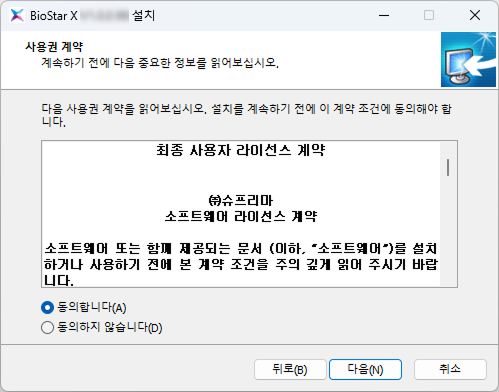 BioStar X 설치
사용권 계약
계속하기 전에 다음 중요한 정보를 읽어보십시오.
다음 사용권 계약을 읽어보십시오. 설치를 계속하기 전에 이 계약 조건에 동의해야 합
니다.
최종 사용자 라이선스 계약
㈜슈프리마
소프트웨어 라이선스 계약
소프트웨어 또는 함께 제공되는 문서 (이하, “소프트웨어”)를 설치
하거나 사용하기 전에 본 계약 조건을 주의 깊게 읽어 주시기 바랍
니다.
동의합니다(A)
동의하지 않습니다(D)
뒤로(B)
다음(N)
취소